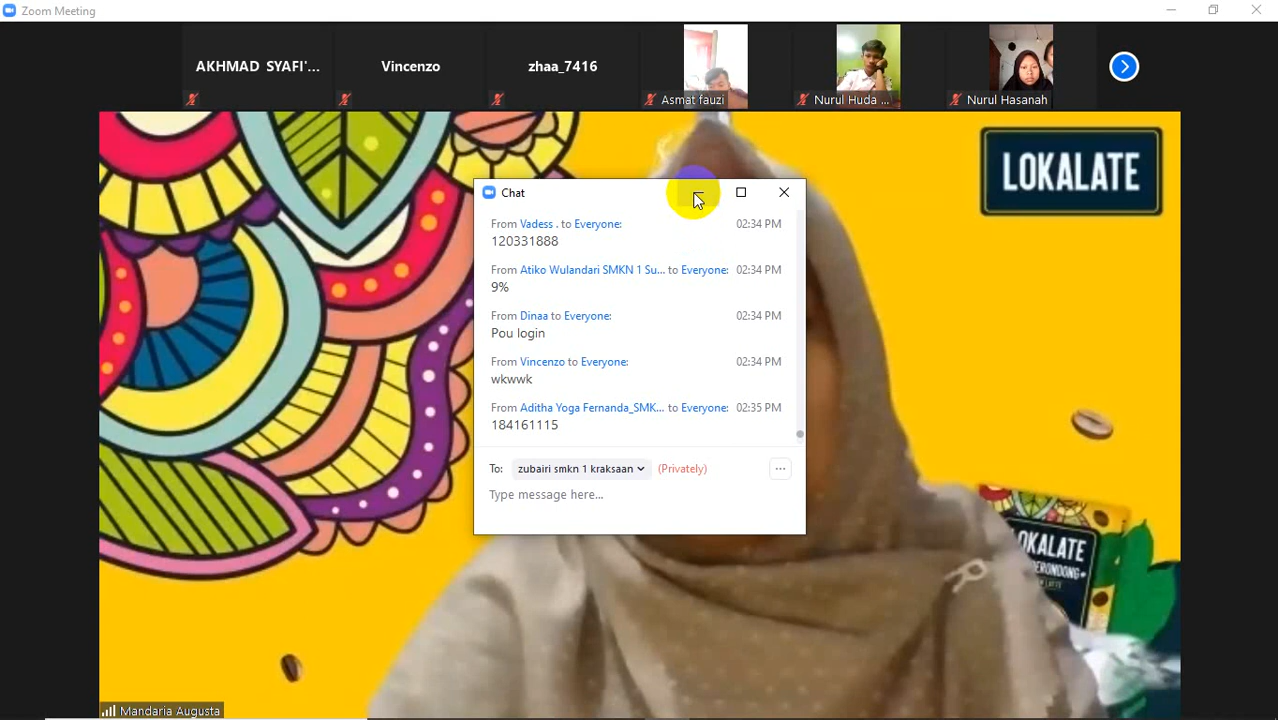 Zoom Meeting
AKHMAD SYAFI'...
Vincenzo
zhaa_7416
Asmat fauzi
Nurul Huda ...
Nurul Hasanah
LOKALATE
Chat
From Vadess . to Everyone: 02:34 PM
120331888
From Atiko Wulandari SMKN 1 Su... to Everyone: 02:34 PM
9%
From Dinaa to Everyone: 02:34 PM
Pou login
From Vincenzo to Everyone: 02:34 PM
wkwwk
From Aditha Yoga Fernanda_SMK... to Everyone: 02:35 PM
184161115
To: zubairi smkn 1 kraksaan (Privately)
Type message here...
LOKALATE
Mandaria Augusta